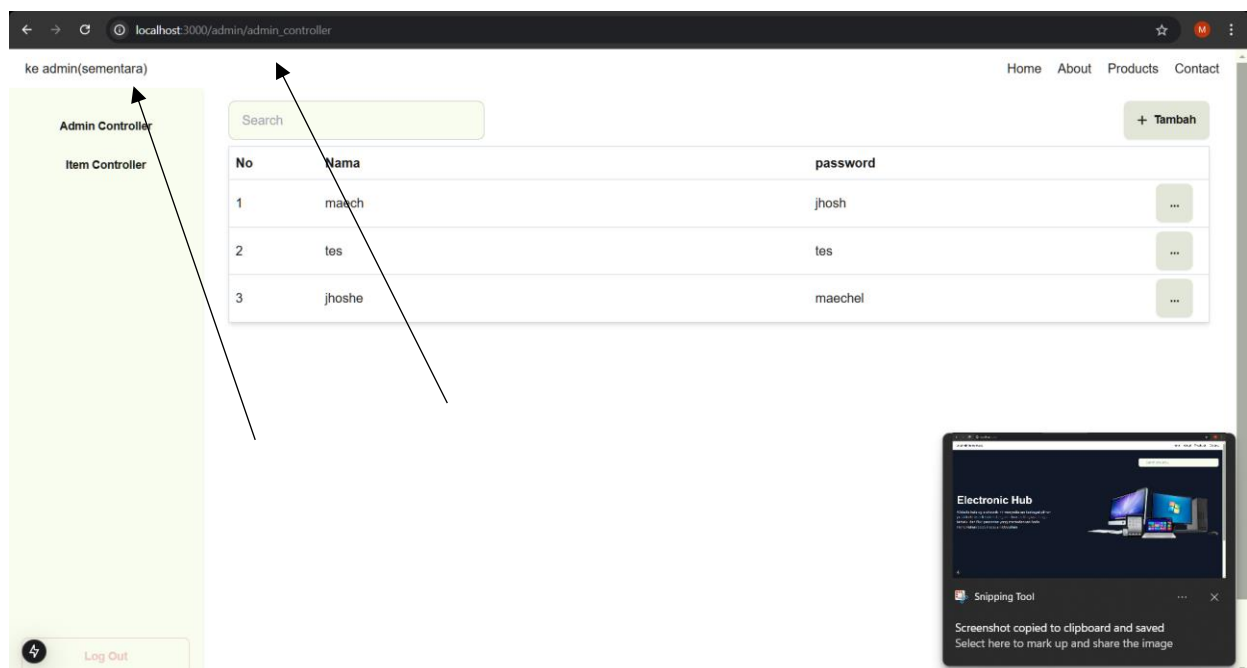 localhost:3000/admin/admin_controller
M
ke admin(sementara)
Home About Products Contact
Admin Controller
Item Controller
Search
+ Tambah
No Nama password
1 maech jhosh ...
2 tes tes ...
3 jhoshe maechel ...
Log Out
Electronic Hub
Snipping Tool
Screenshot copied to clipboard and saved
Select here to mark up and share the image